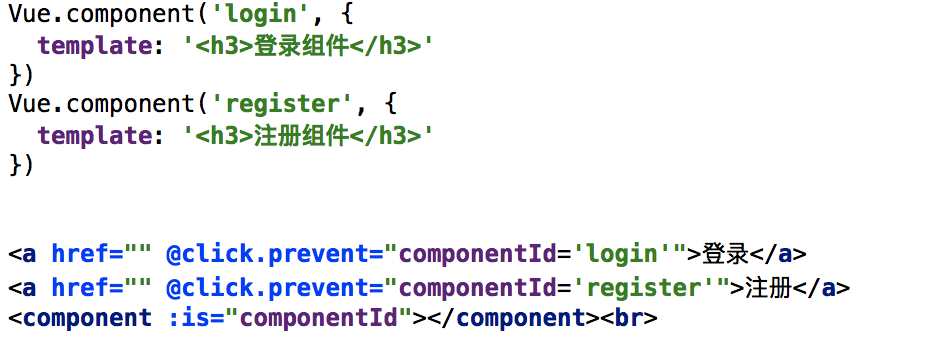 Vue.component('login', {
  template: '<h3>登录组件</h3>'
})
Vue.component('register', {
  template: '<h3>注册组件</h3>'
})
<a href="" @click.prevent="componentId='login'">登录</a>
<a href="" @click.prevent="componentId='register'">注册</a>
<component :is="componentId"></component><br>